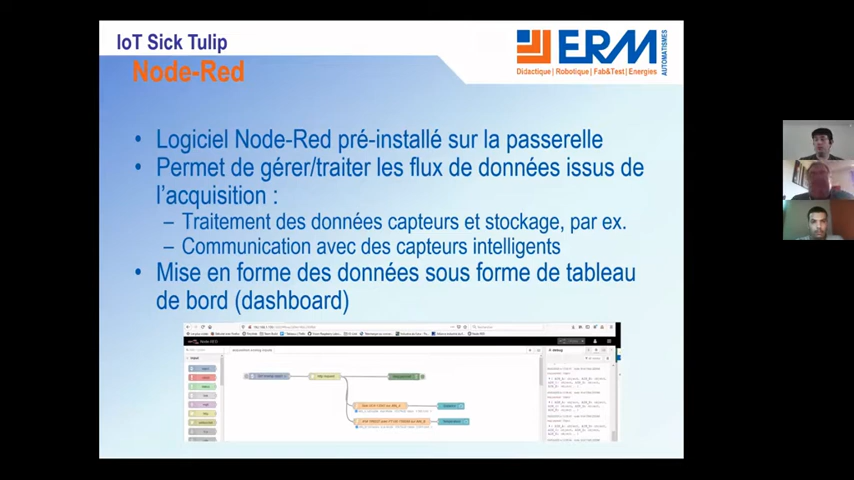 IoT Sick Tulip
Node-Red
ERM
AUTOMATISMES
Didactique | Robotique | Fab&Test | Energies
• Logiciel Node-Red pré-installé sur la passerelle
• Permet de gérer/traiter les flux de données issus de
l'acquisition :
– Traitement des données capteurs et stockage, par ex.
– Communication avec des capteurs intelligents
• Mise en forme des données sous forme de tableau
de bord (dashboard)